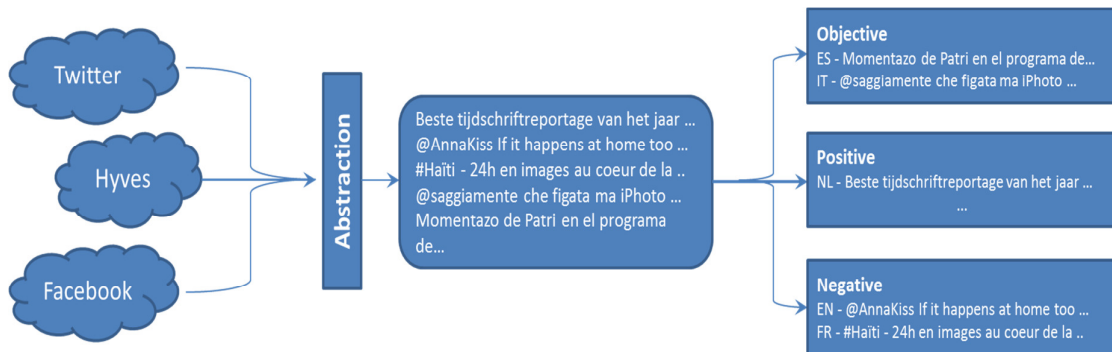 Twitter
Hyves
Facebook
Abstraction
Beste tijdschriftreportage van het jaar ...
@AnnaKiss If it happens at home too ...
#Haïti - 24h en images au coeur de la ..
@saggiamente che figata ma iPhoto ...
Momentazo de Patri en el programa
de...
Objective
ES - Momentazo de Patri en el programa de...
IT - @saggiamente che figata ma iPhoto ...
Positive
NL - Beste tijdschriftreportage van het jaar ...
...
Negative
EN - @AnnaKiss If it happens at home too ...
FR - #Haïti - 24h en images au coeur de la ..